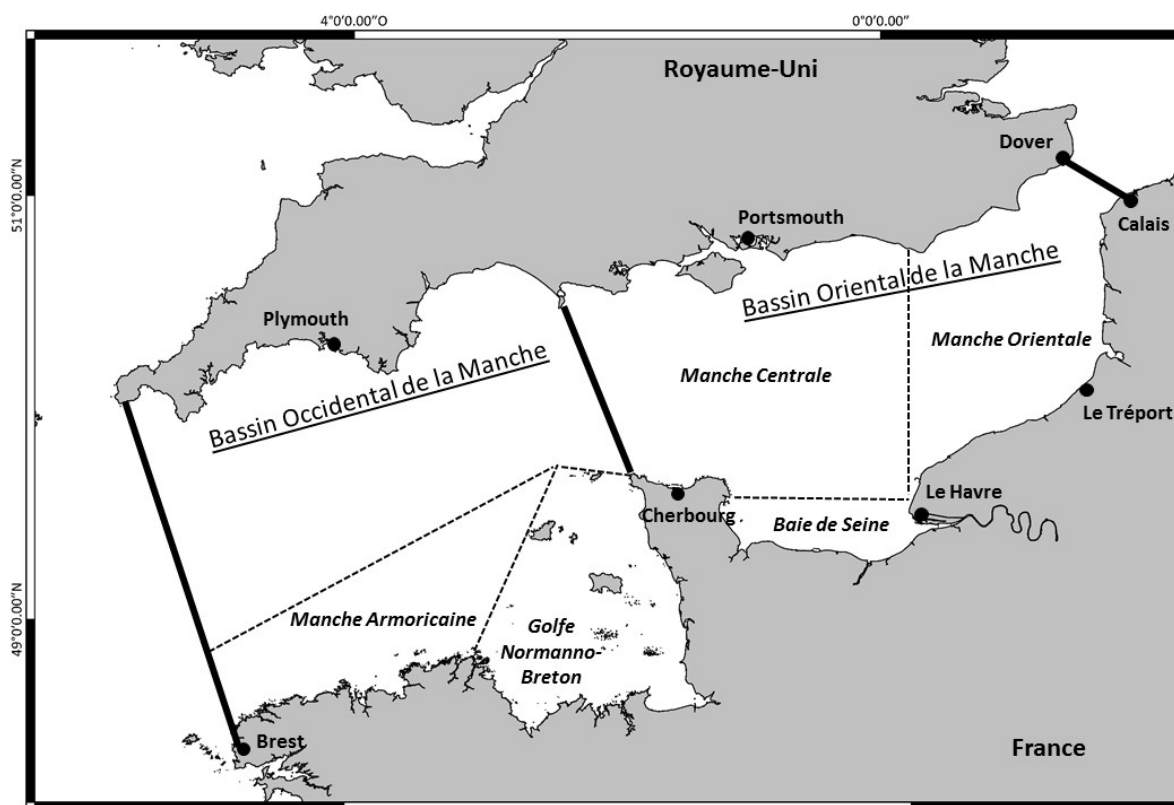 4°0'0.00"O
0°0'0.00"
Royaume-Uni
Dover
51°0'0.00"N
Portsmouth
Calais
Bassin Oriental de la Manche
Plymouth
Manche Orientale
Bassin Occidental de la Manche
Manche Centrale
Le Tréport
Le Havre
Cherbourg
Baie de Seine
49°0'0.00"N
Manche Armoricaine
Golfe
Normanno-
Breton
Brest
France